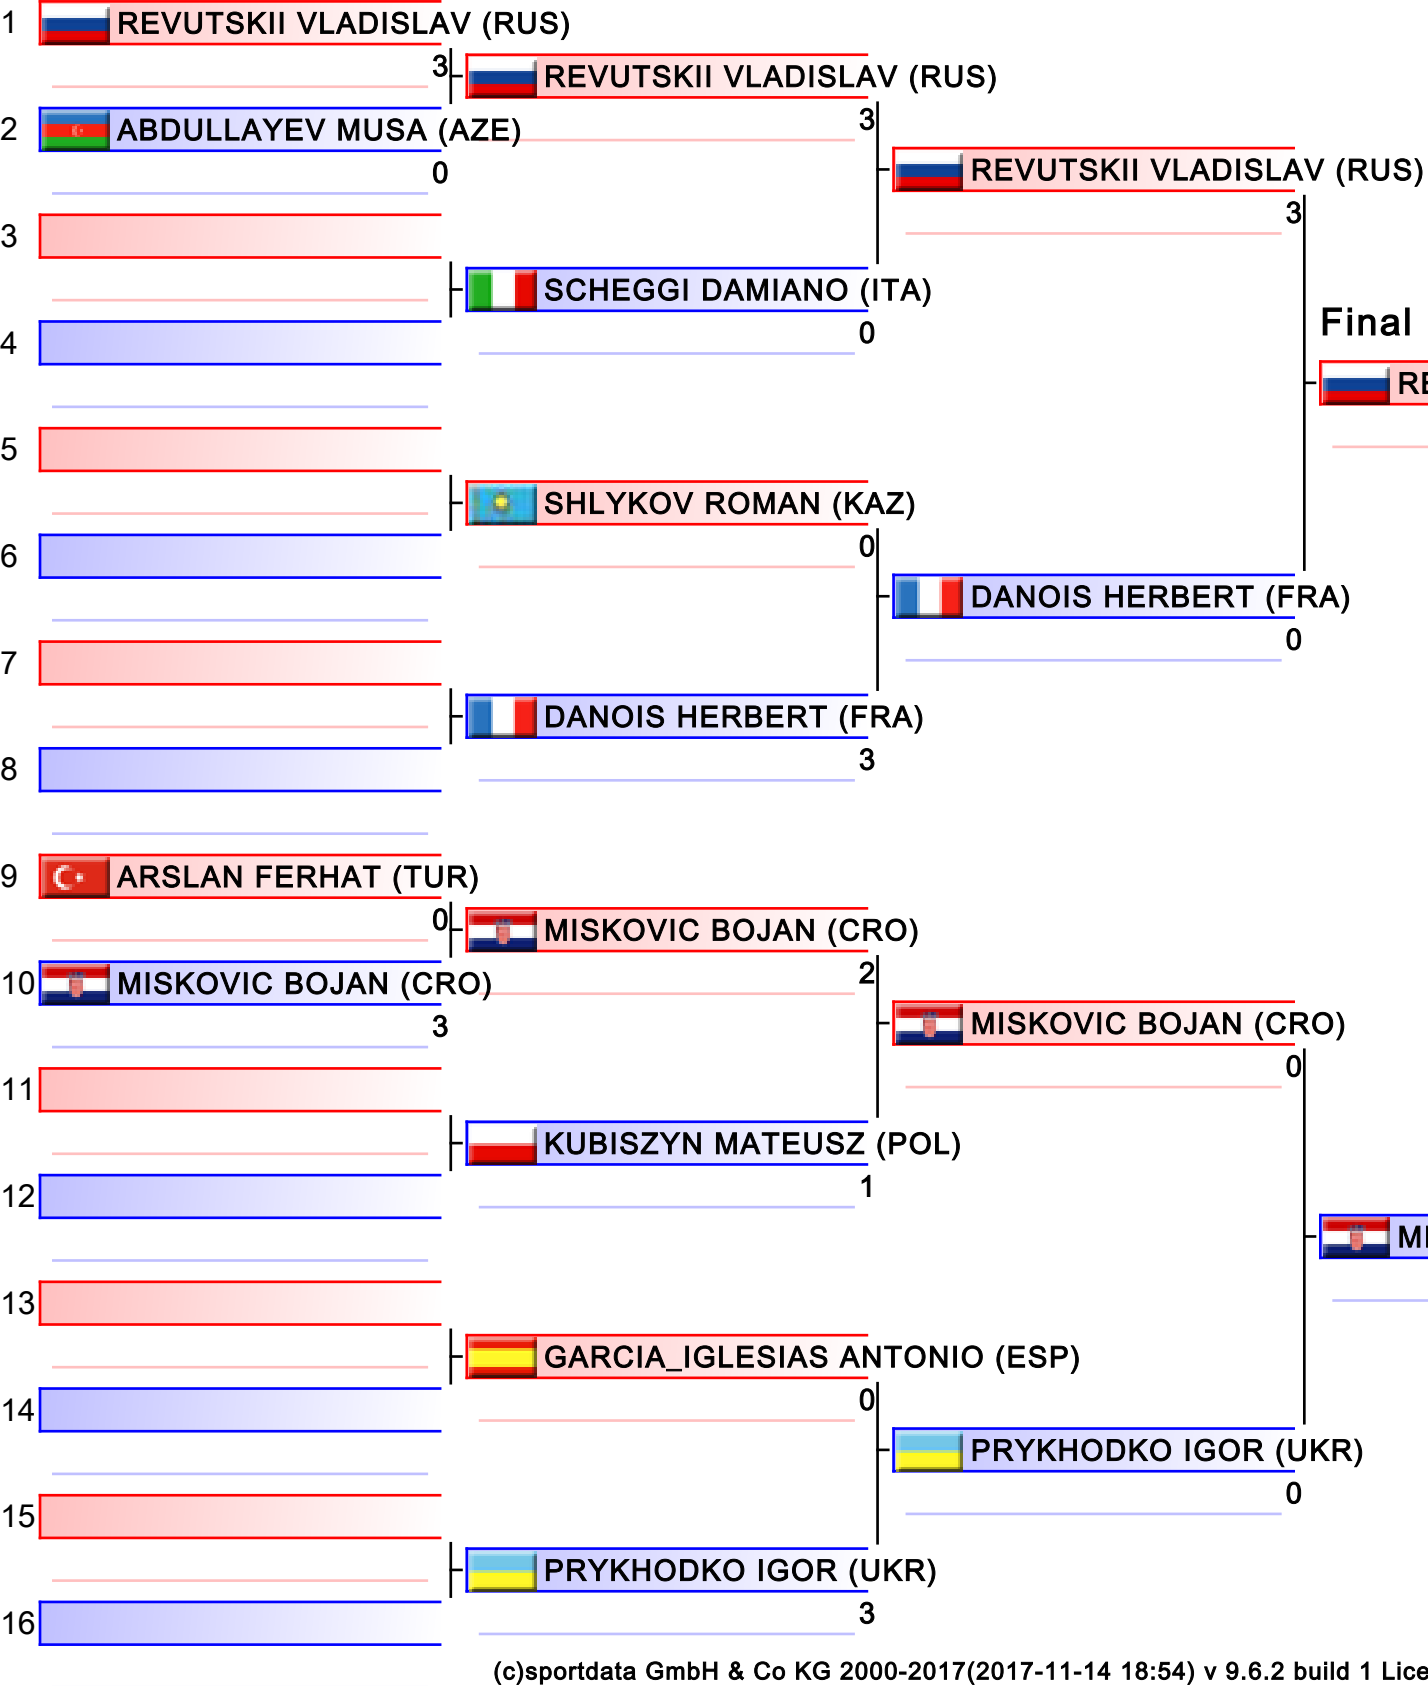 1 REVUTSKII VLADISLAV (RUS)
3
REVUTSKII VLADISLAV (RUS)
3
2 ABDULLAYEV MUSA (AZE)
0
REVUTSKII VLADISLAV (RUS)
3
3
SCHEGGI DAMIANO (ITA)
0
4
Final
RE
5
SHLYKOV ROMAN (KAZ)
0
6
DANOIS HERBERT (FRA)
0
7
DANOIS HERBERT (FRA)
3
8
9 ARSLAN FERHAT (TUR)
0
MISKOVIC BOJAN (CRO)
2
10 MISKOVIC BOJAN (CRO)
3
MISKOVIC BOJAN (CRO)
0
11
KUBISZYN MATEUSZ (POL)
1
12
MI
13
GARCIA_IGLESIAS ANTONIO (ESP)
0
14
PRYKHODKO IGOR (UKR)
0
15
PRYKHODKO IGOR (UKR)
3
16
(c)sportdata GmbH & Co KG 2000-2017(2017-11-14 18:54) v 9.6.2 build 1 Lice